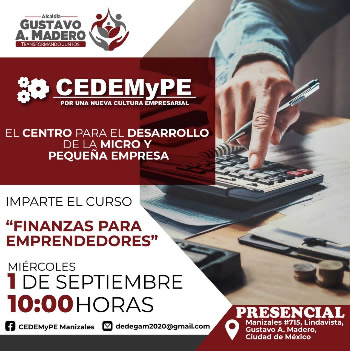 Alcaldía
GUSTAVO
A. MADERO
TRANSFORMANDO JUNTOS
CEDEMyPE
POR UNA NUEVA CULTURA EMPRESARIAL
EL CENTRO PARA EL DESARROLLO
DE LA MICRO Y
PEQUEÑA EMPRESA
IMPARTE EL CURSO
“FINANZAS PARA
EMPRENDEDORES”
MIÉRCOLES
1 DE SEPTIEMBRE
10:00 HORAS
CEDEMyPE Manizales
dedegam2020@gmail.com
PRESENCIAL
Manizales #715, Lindavista,
Gustavo A. Madero,
Ciudad de México